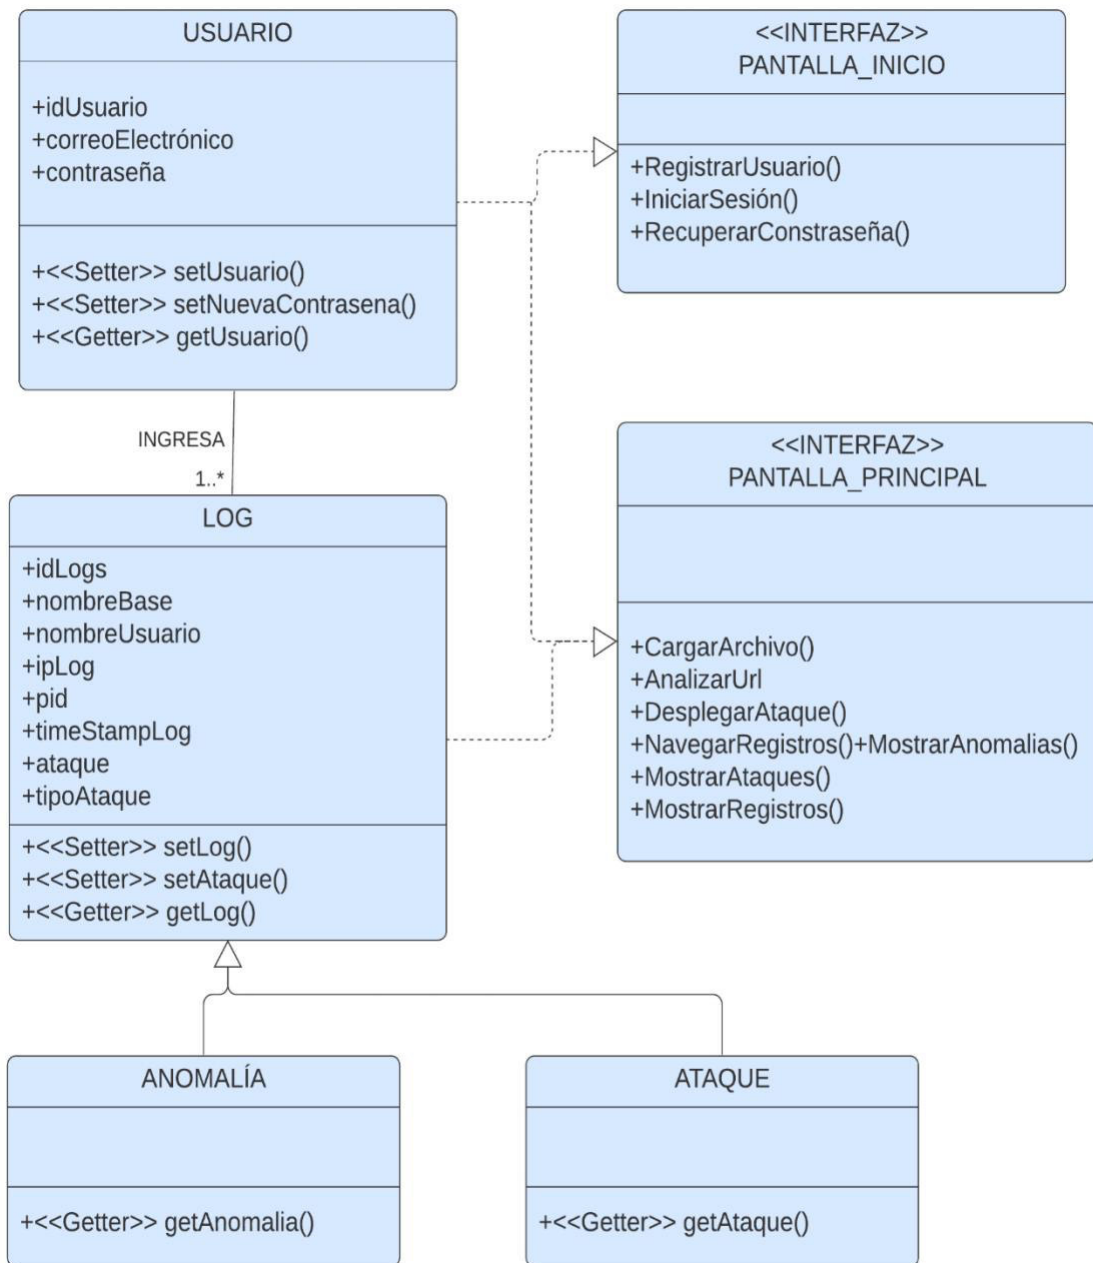 USUARIO
+idUsuario
+correoElectrónico
+contraseña
+<<Setter>> setUsuario()
+<<Setter>> setNuevaContrasena()
+<<Getter>> getUsuario()
<<INTERFAZ>>
PANTALLA_INICIO
+RegistrarUsuario()
+IniciarSesión()
+RecuperarConstraseña()
INGRESA
1..*
LOG
+idLogs
+nombreBase
+nombreUsuario
+ipLog
+pid
+timeStampLog
+ataque
+tipoAtaque
+<<Setter>> setLog()
+<<Setter>> setAtaque()
+<<Getter>> getLog()
<<INTERFAZ>>
PANTALLA_PRINCIPAL
+CargarArchivo()
+AnalizarUrl
+DesplegarAtaque()
+NavegarRegistros()+MostrarAnomalias()
+MostrarAtaques()
+MostrarRegistros()
ANOMALÍA
+<<Getter>> getAnomalia()
ATAQUE
+<<Getter>> getAtaque()